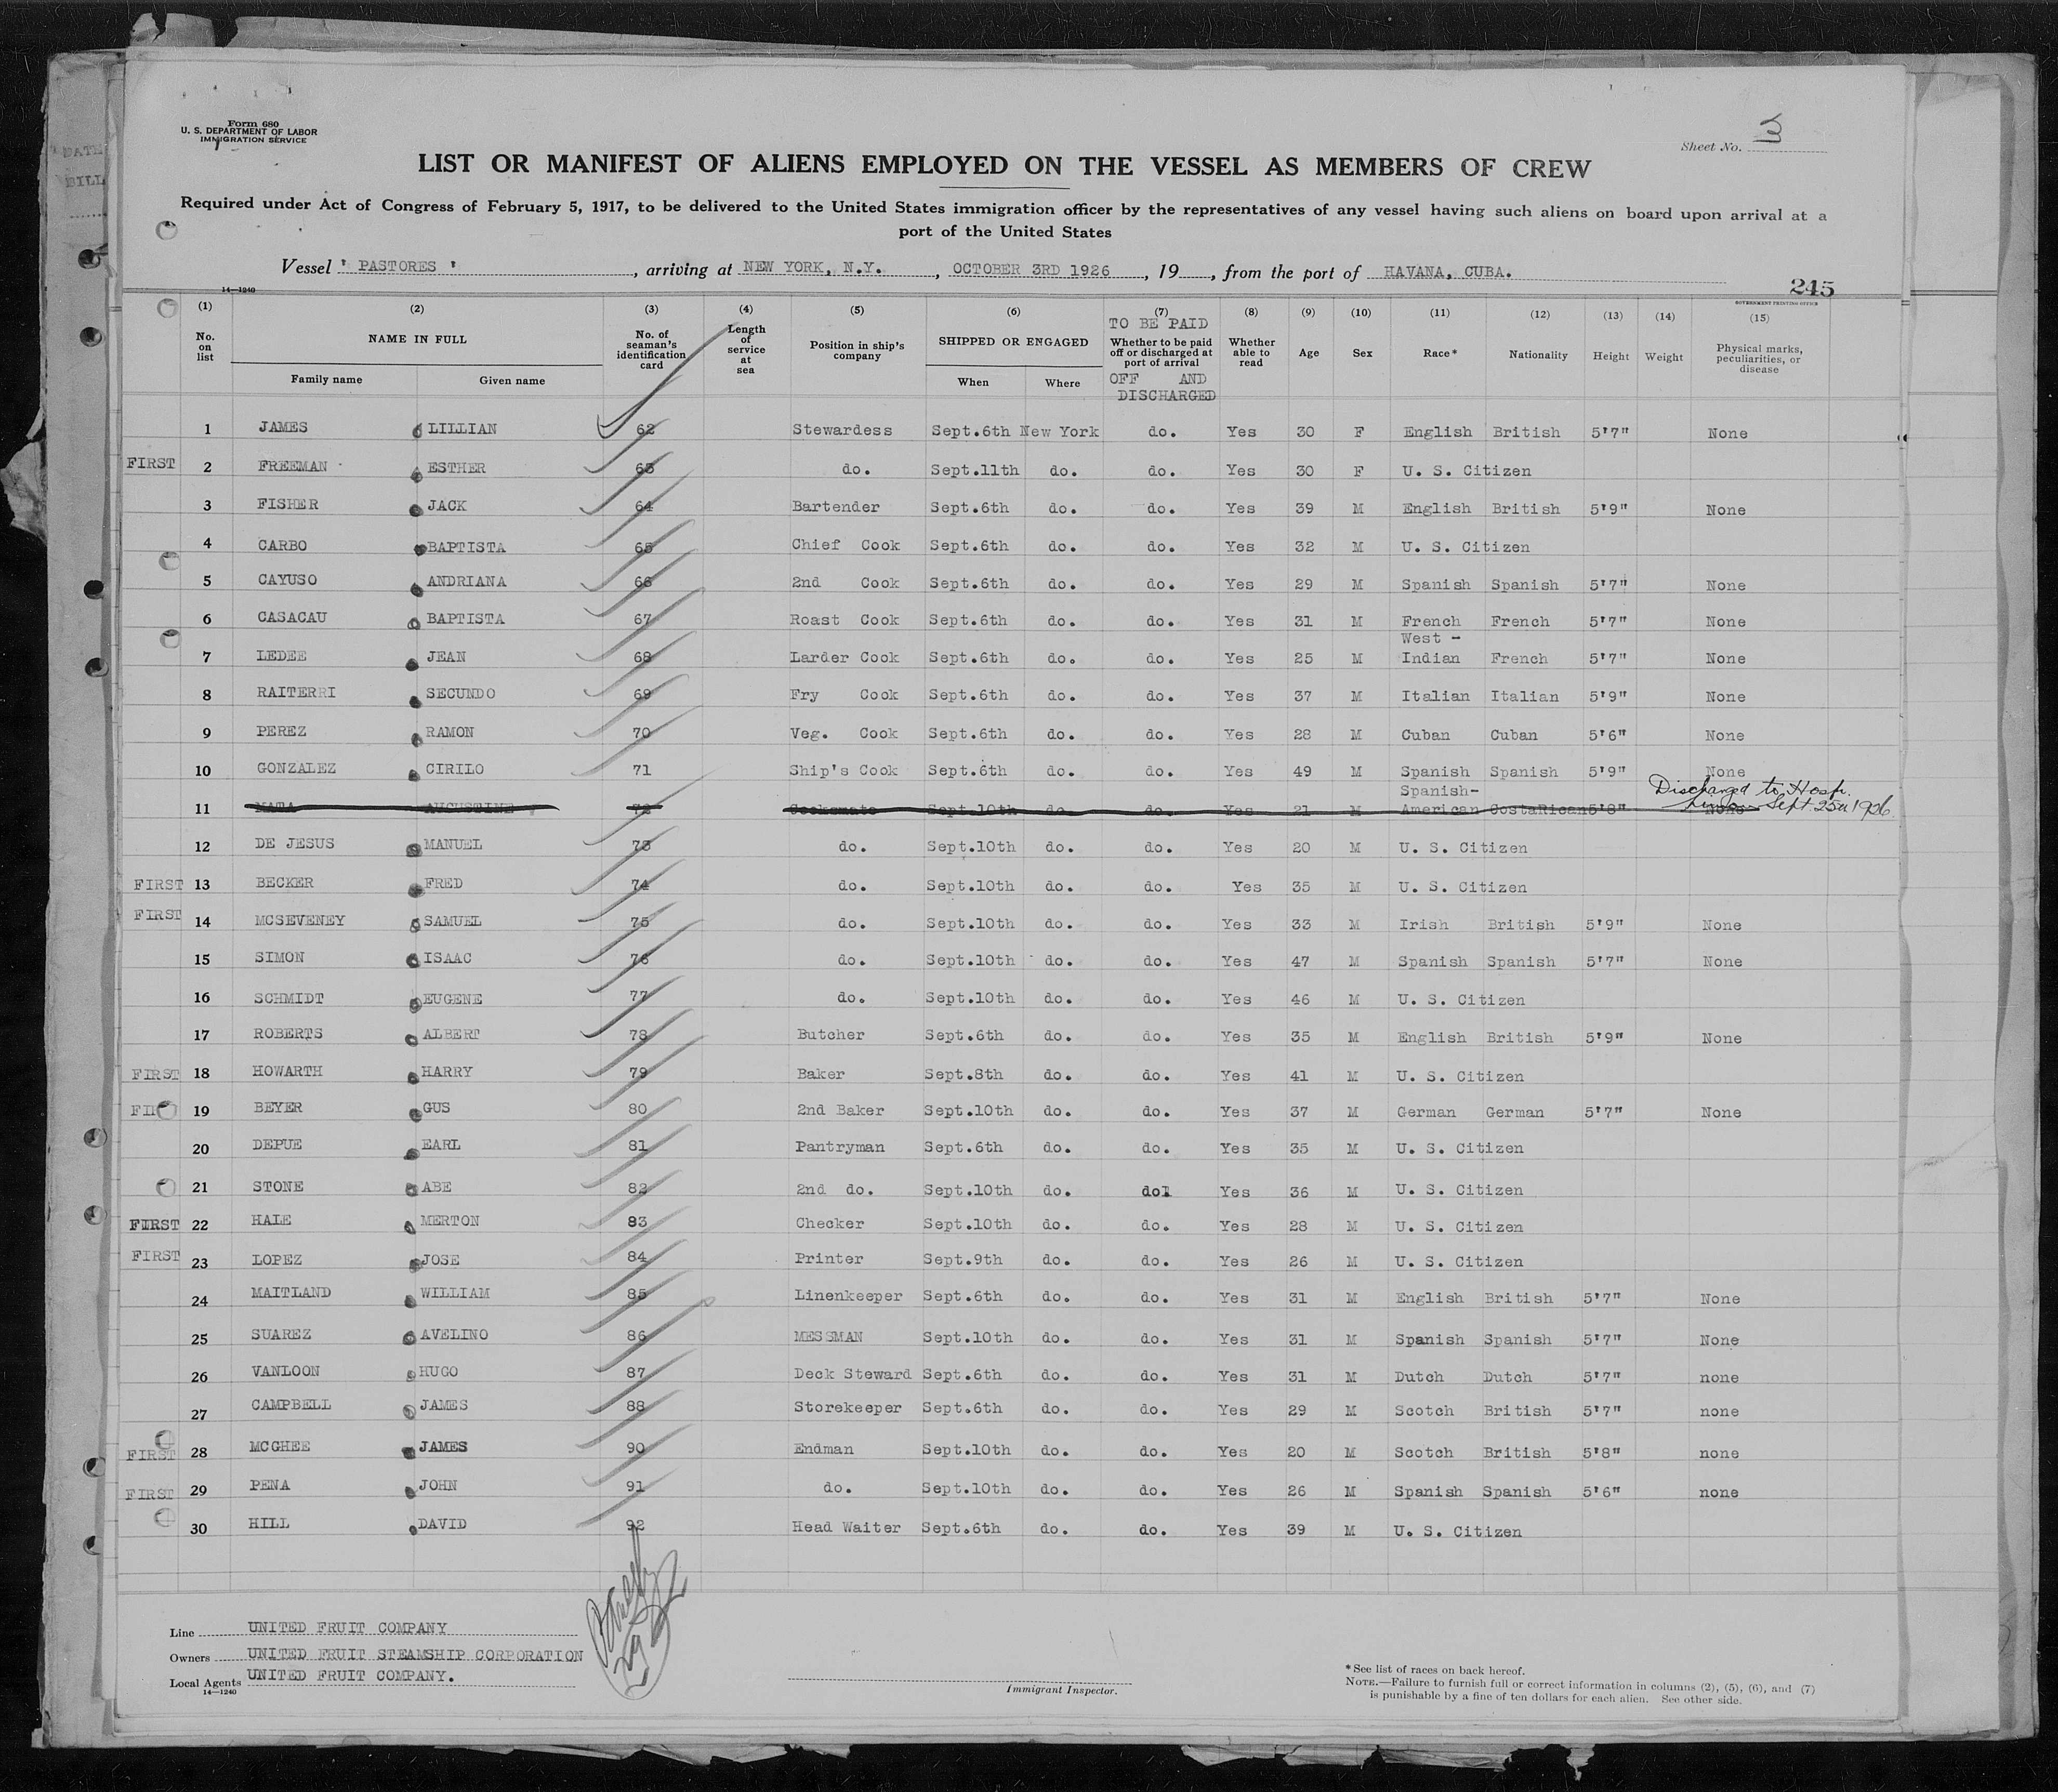 DATE
BILL
Form 680
U. S. DEPARTMENT OF LABOR
IMMIGRATION SERVICE
Sheet No. 3
LIST OR MANIFEST OF ALIENS EMPLOYED ON THE VESSEL AS MEMBERS OF CREW
Required under Act of Congress of February 5, 1917, to be delivered to the United States immigration officer by the representatives of any vessel having such aliens on board upon arrival at a
port of the United States
Vessel " PASTORES ", arriving at NEW YORK, N.Y., OCTOBER 3RD 1926, 19, from the port of HAVANA, CUBA.
14—1240
245
GOVERNMENT PRINTING OFFICE
(1) (2) (3) (4) (5) (6) (7) (8) (9) (10) (11) (12) (13) (14) (15)
No. on list NAME IN FULL Family name Given name No. of seaman's identification card Length of service at sea Position in ship's company SHIPPED OR ENGAGED When Where TO BE PAID Whether to be paid off or discharged at port of arrival OFF AND DISCHARGED Whether able to read Age Sex Race* Nationality Height Weight Physical marks, peculiarities, or disease
1 JAMES LILLIAN 62 Stewardess Sept.6th New York do. Yes 30 F English British 5'7" None
FIRST 2 FREEMAN ESTHER 63 do. Sept.11th do. do. Yes 30 F U. S. Citizen
3 FISHER JACK 64 Bartender Sept.6th do. do. Yes 39 M English British 5'9" None
4 CARBO BAPTISTA 65 Chief Cook Sept.6th do. do. Yes 32 M U. S. Citizen
5 CAYUSO ANDRIANA 66 2nd Cook Sept.6th do. do. Yes 29 M Spanish Spanish 5'7" None
6 CASACAU BAPTISTA 67 Roast Cook Sept.6th do. do. Yes 31 M French French 5'7" None
7 LEDEE JEAN 68 Larder Cook Sept.6th do. do. Yes 25 M West - Indian French 5'7" None
8 RAITERRI SECUNDO 69 Fry Cook Sept.6th do. do. Yes 37 M Italian Italian 5'9" None
9 PEREZ RAMON 70 Veg. Cook Sept.6th do. do. Yes 28 M Cuban Cuban 5'6" None
10 GONZALEZ CIRILO 71 Ship's Cook Sept.6th do. do. Yes 49 M Spanish Spanish 5'9" None
11 MATA AUGUSTINE 72 Cooksmate Sept.10th do. do. Yes 21 M Spanish- American CostaRican 5'8" None Discharged to Hosp. Sept. 25th 1926
12 DE JESUS MANUEL 73 do. Sept.10th do. do. Yes 20 M U. S. Citizen
FIRST 13 BECKER FRED 74 do. Sept.10th do. do. Yes 35 M U. S. Citizen
FIRST 14 MCSEVENEY SAMUEL 75 do. Sept.10th do. do. Yes 33 M Irish British 5'9" None
15 SIMON ISAAC 76 do. Sept.10th do. do. Yes 47 M Spanish Spanish 5'7" None
16 SCHMIDT EUGENE 77 do. Sept.10th do. do. Yes 46 M U. S. Citizen
17 ROBERTS ALBERT 78 Butcher Sept.6th do. do. Yes 35 M English British 5'9" None
FIRST 18 HOWARTH HARRY 79 Baker Sept.8th do. do. Yes 41 M U. S. Citizen
19 BEYER GUS 80 2nd Baker Sept.10th do. do. Yes 37 M German German 5'7" None
20 DEPUE EARL 81 Pantryman Sept.6th do. do. Yes 35 M U. S. Citizen
21 STONE ABE 82 2nd do. Sept.10th do. do1 Yes 36 M U. S. Citizen
FIRST 22 HALE MERTON 83 Checker Sept.10th do. do. Yes 28 M U. S. Citizen
FIRST 23 LOPEZ JOSE 84 Printer Sept.9th do. do. Yes 26 M U. S. Citizen
24 MAITLAND WILLIAM 85 Linenkeeper Sept.6th do. do. Yes 31 M English British 5'7" None
25 SUAREZ AVELINO 86 MESSMAN Sept.10th do. do. Yes 31 M Spanish Spanish 5'7" None
26 VANLOON HUGO 87 Deck Steward Sept.6th do. do. Yes 31 M Dutch Dutch 5'7" none
27 CAMPBELL JAMES 88 Storekeeper Sept.6th do. do. Yes 29 M Scotch British 5'7" none
FIRST 28 MCGHEE JAMES 90 Endman Sept.10th do. do. Yes 20 M Scotch British 5'8" none
FIRST 29 PENA JOHN 91 do. Sept.10th do. do. Yes 26 M Spanish Spanish 5'6" none
30 HILL DAVID 92 Head Waiter Sept.6th do. do. Yes 39 M U. S. Citizen
Line UNITED FRUIT COMPANY
Owners UNITED FRUIT STEAMSHIP CORPORATION
Local Agents UNITED FRUIT COMPANY.
14—1240
Immigrant Inspector.
* See list of races on back hereof.
NOTE.—Failure to furnish full or correct information in columns (2), (5), (6), and (7)
is punishable by a fine of ten dollars for each alien. See other side.